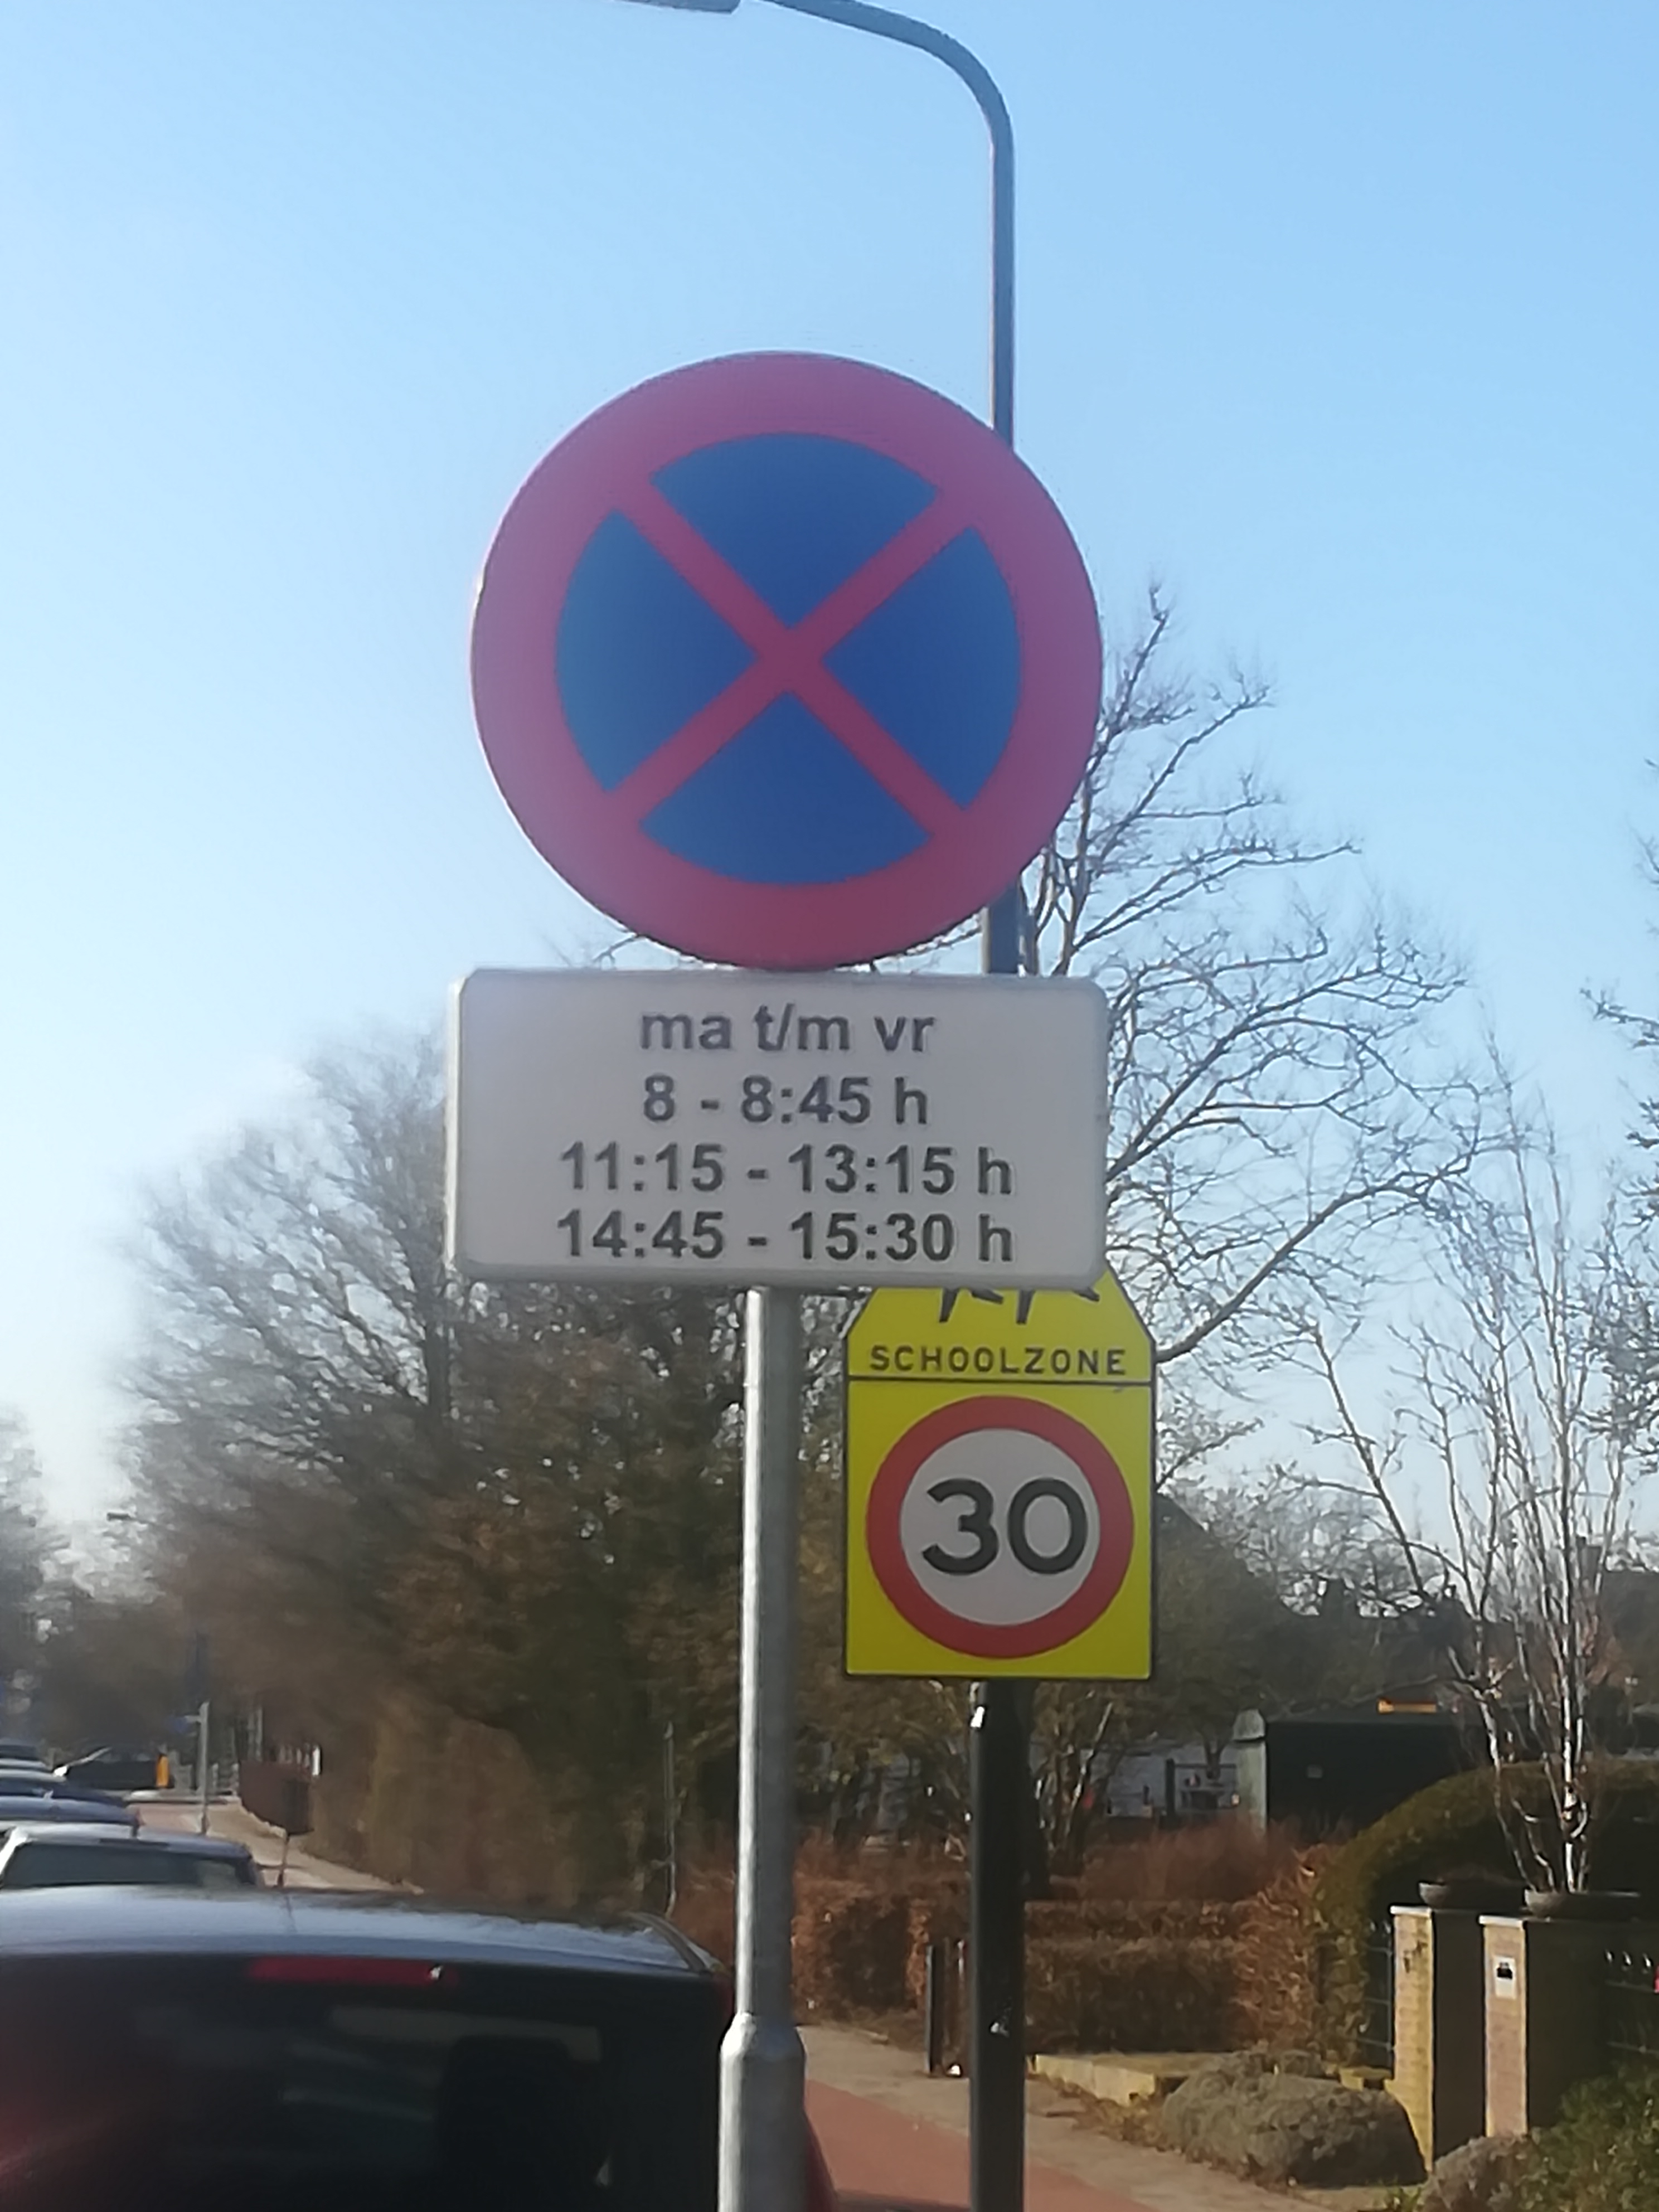 ma t/m vr
8 - 8:45 h
11:15 - 13:15 h
14:45 - 15:30 h
SCHOOLZONE
30